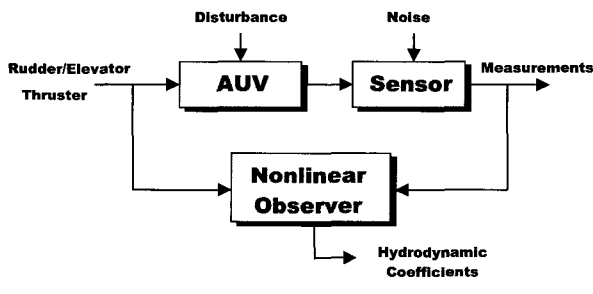 Disturbance
Noise
Rudder/Elevator
Thruster
AUV
Sensor
Measurements
Nonlinear
Observer
Hydrodynamic
Coefficients